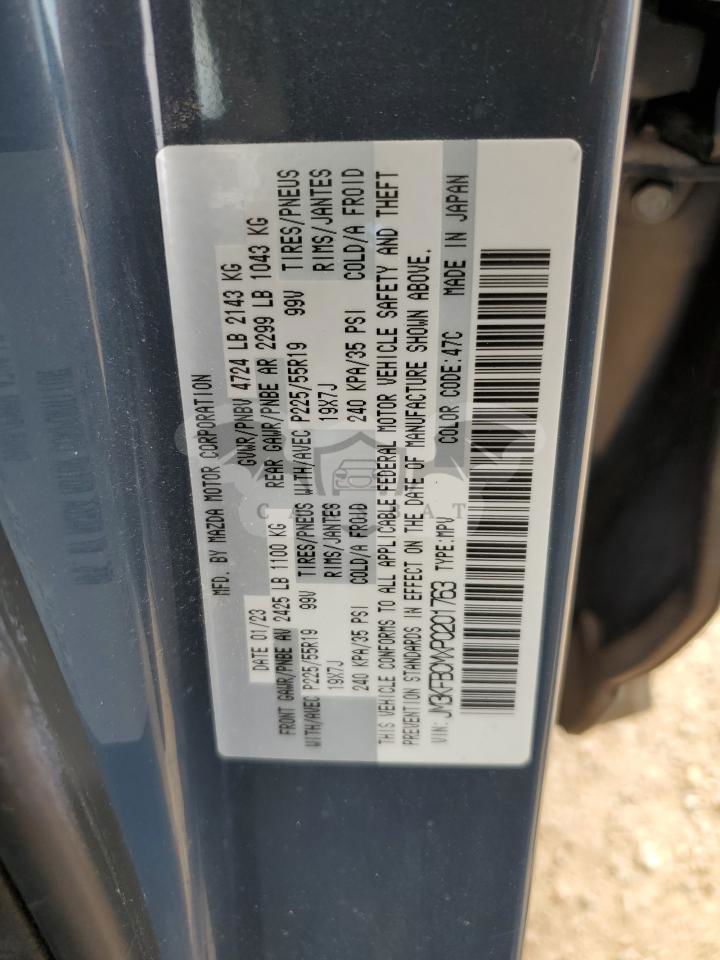 MFD. BY MAZDA MOTOR CORPORATION
DATE 01/23 GVWR/PNBV 4724 LB 2143 KG
FRONT GAWR/PNBE AV 2425 LB 1100 KG REAR GAWR/PNBE AR 2299 LB 1043 KG
WITH/AVEC P225/55R19 99V TIRES/PNEUS WITH/AVEC P225/55R19 99V TIRES/PNEUS
19X7J RIMS/JANTES 19X7J RIMS/JANTES
240 KPA/35 PSI COLD/A FROID 240 KPA/35 PSI COLD/A FROID
THIS VEHICLE CONFORMS TO ALL APPLICABLE FEDERAL MOTOR VEHICLE SAFETY AND THEFT
PREVENTION STANDARDS IN EFFECT ON THE DATE OF MANUFACTURE SHOWN ABOVE.
VIN: JM3KFBCMXP0201763 TYPE:MPV COLOR CODE:47C MADE IN JAPAN